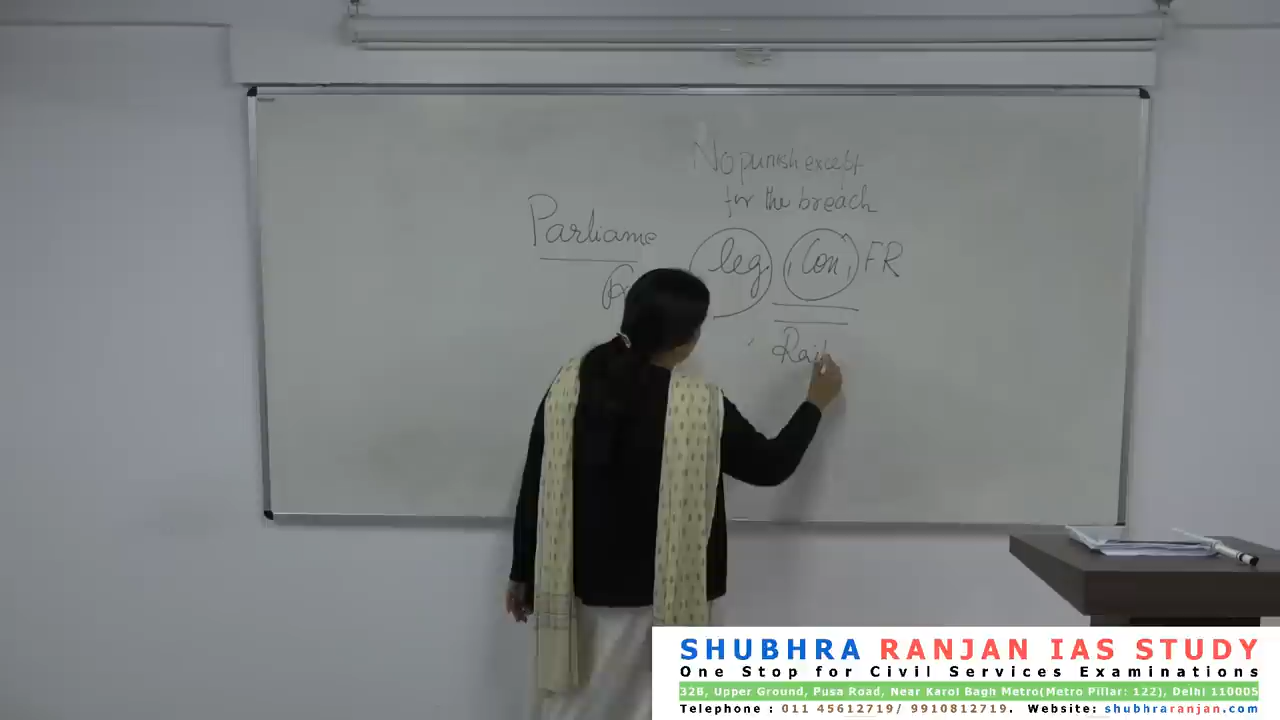 No punish except
for the breach
Parliame
leg Con FR
Rai
SHUBHRA RANJAN IAS STUDY
One Stop for Civil Services Examinations
32B, Upper Ground, Pusa Road, Near Karol Bagh Metro(Metro Pillar: 122), Delhi 110005
Telephone : 011 45612719/ 9910812719. Website: shubhraranjan.com